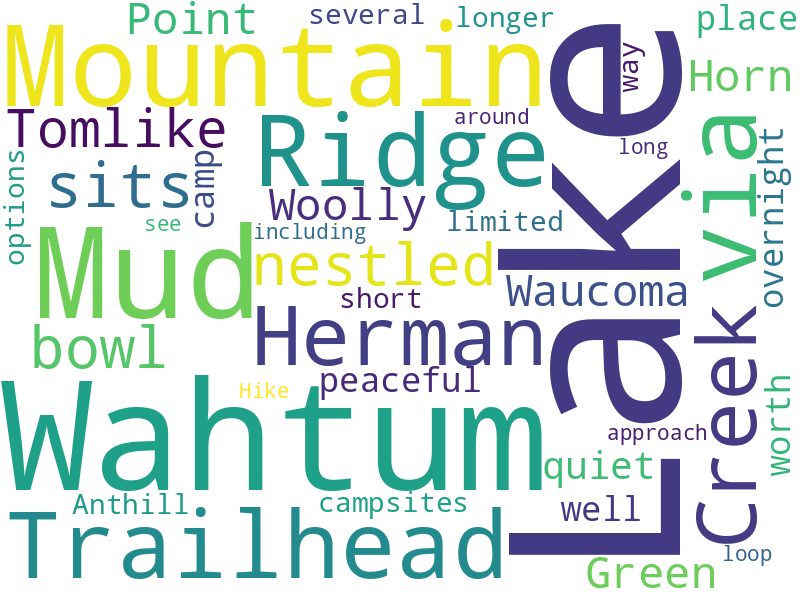 Point
several
longer
place
Mountain
Lake
way
Horn
Tomlike
Ridge
around
long
via
overnight
options
sits
camp
Woolly
limited
see
including
Mud
nestled
Waucoma
short
bowl
Herman
Creek
peaceful
Hike
worth
Wahtum
approach
quiet
Anthill
campsites
well
Trailhead
loop
Green